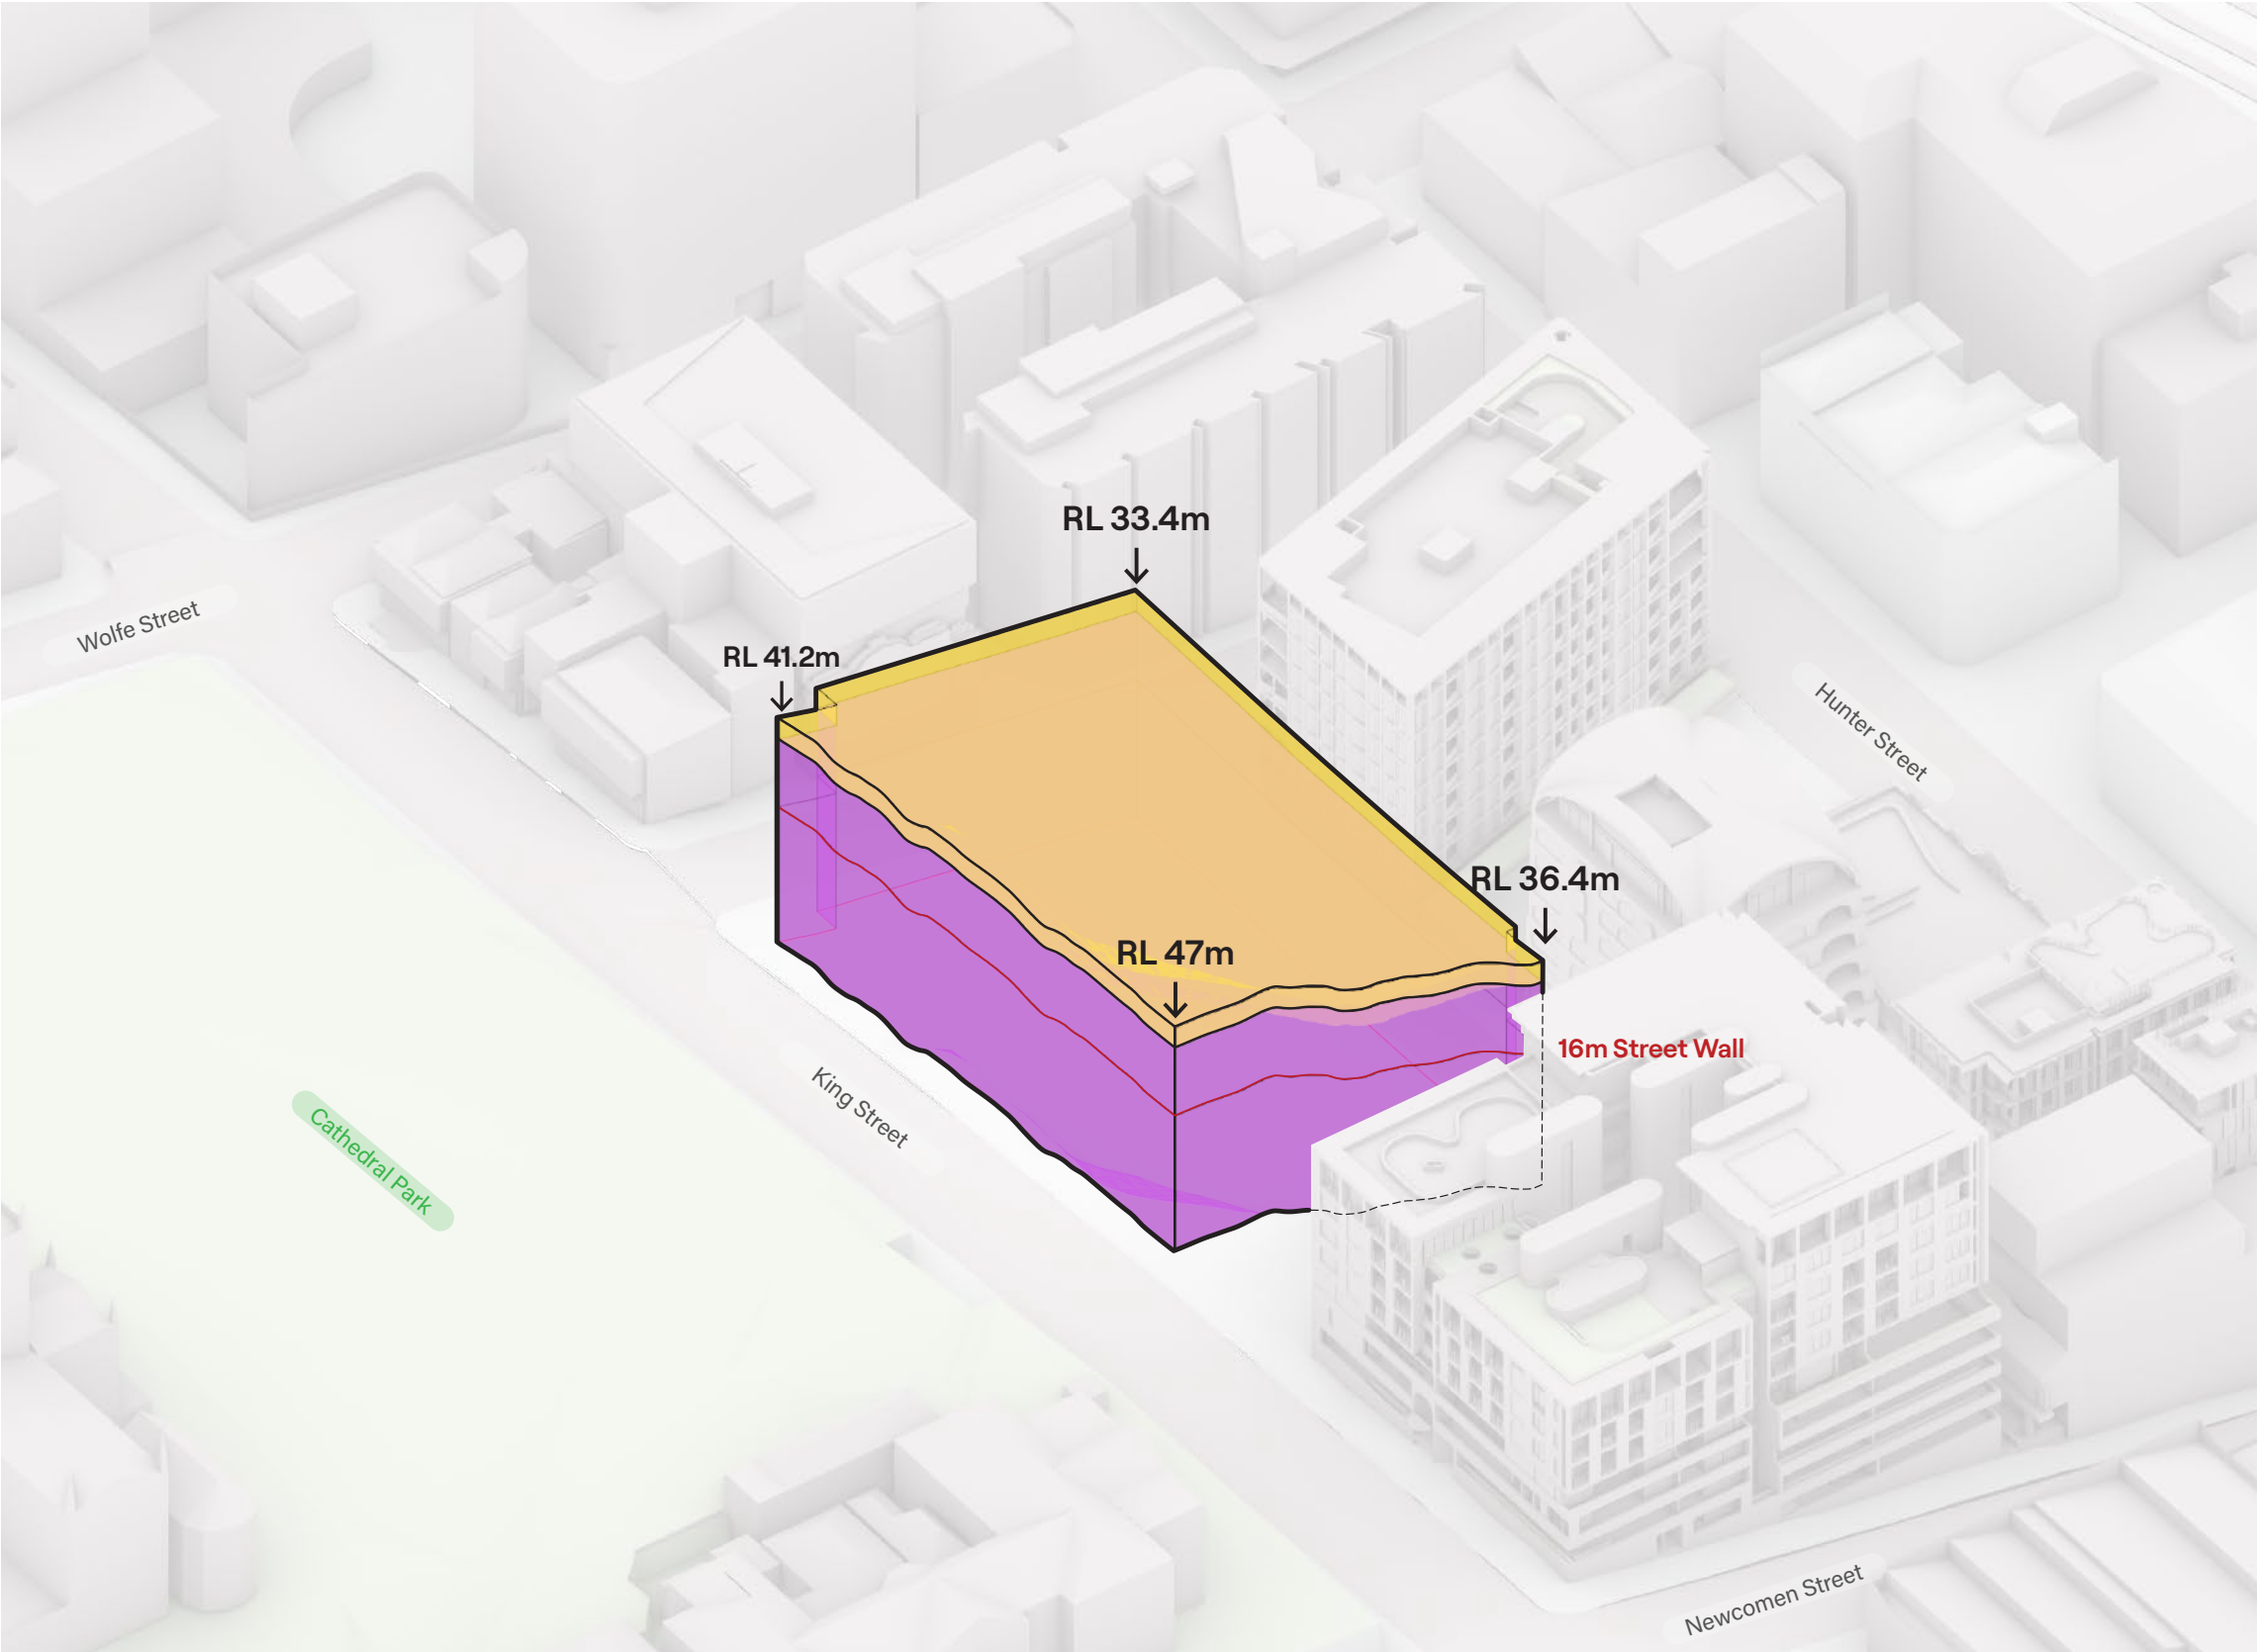 RL 33.4m
Wolfe Street
RL 41.2m
Hunter Street
RL 36.4m
RL 47m
16m Street Wall
King Street
Cathedral Park
Newcomen Street